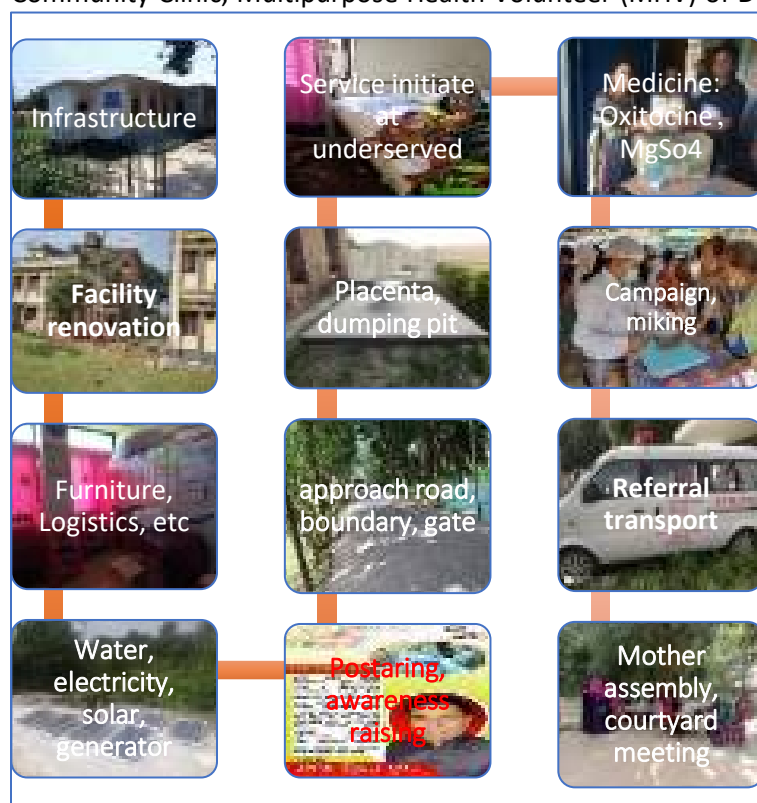 Community Clinic, Multipurpose Health Volunteer (MHV) of D
Infrastructure
Facility
renovation
Furniture,
Logistics, etc
Water,
electricity,
solar,
generator
Postaring,
awareness
raising
approach road,
boundary, gate
Placenta,
dumping pit
Service initiate
at
underserved
Medicine:
Oxitocine ,
MgSo4
Campaign,
miking
Referral
transport
Mother
assembly,
courtyard
meeting